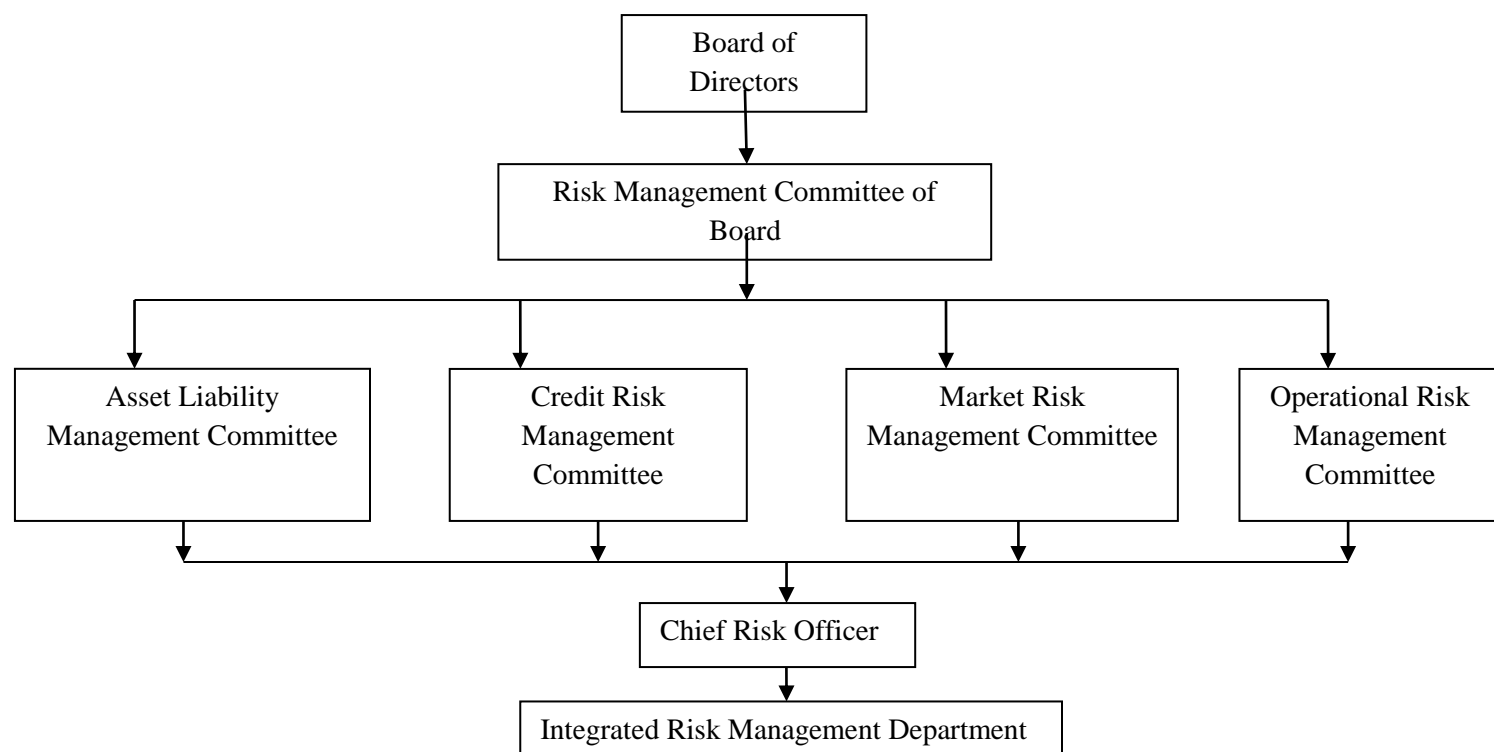 Board of
Directors
Risk Management Committee of
Board
Asset Liability
Management Committee
Credit Risk
Management
Committee
Market Risk
Management Committee
Operational Risk
Management
Committee
Chief Risk Officer
Integrated Risk Management Department